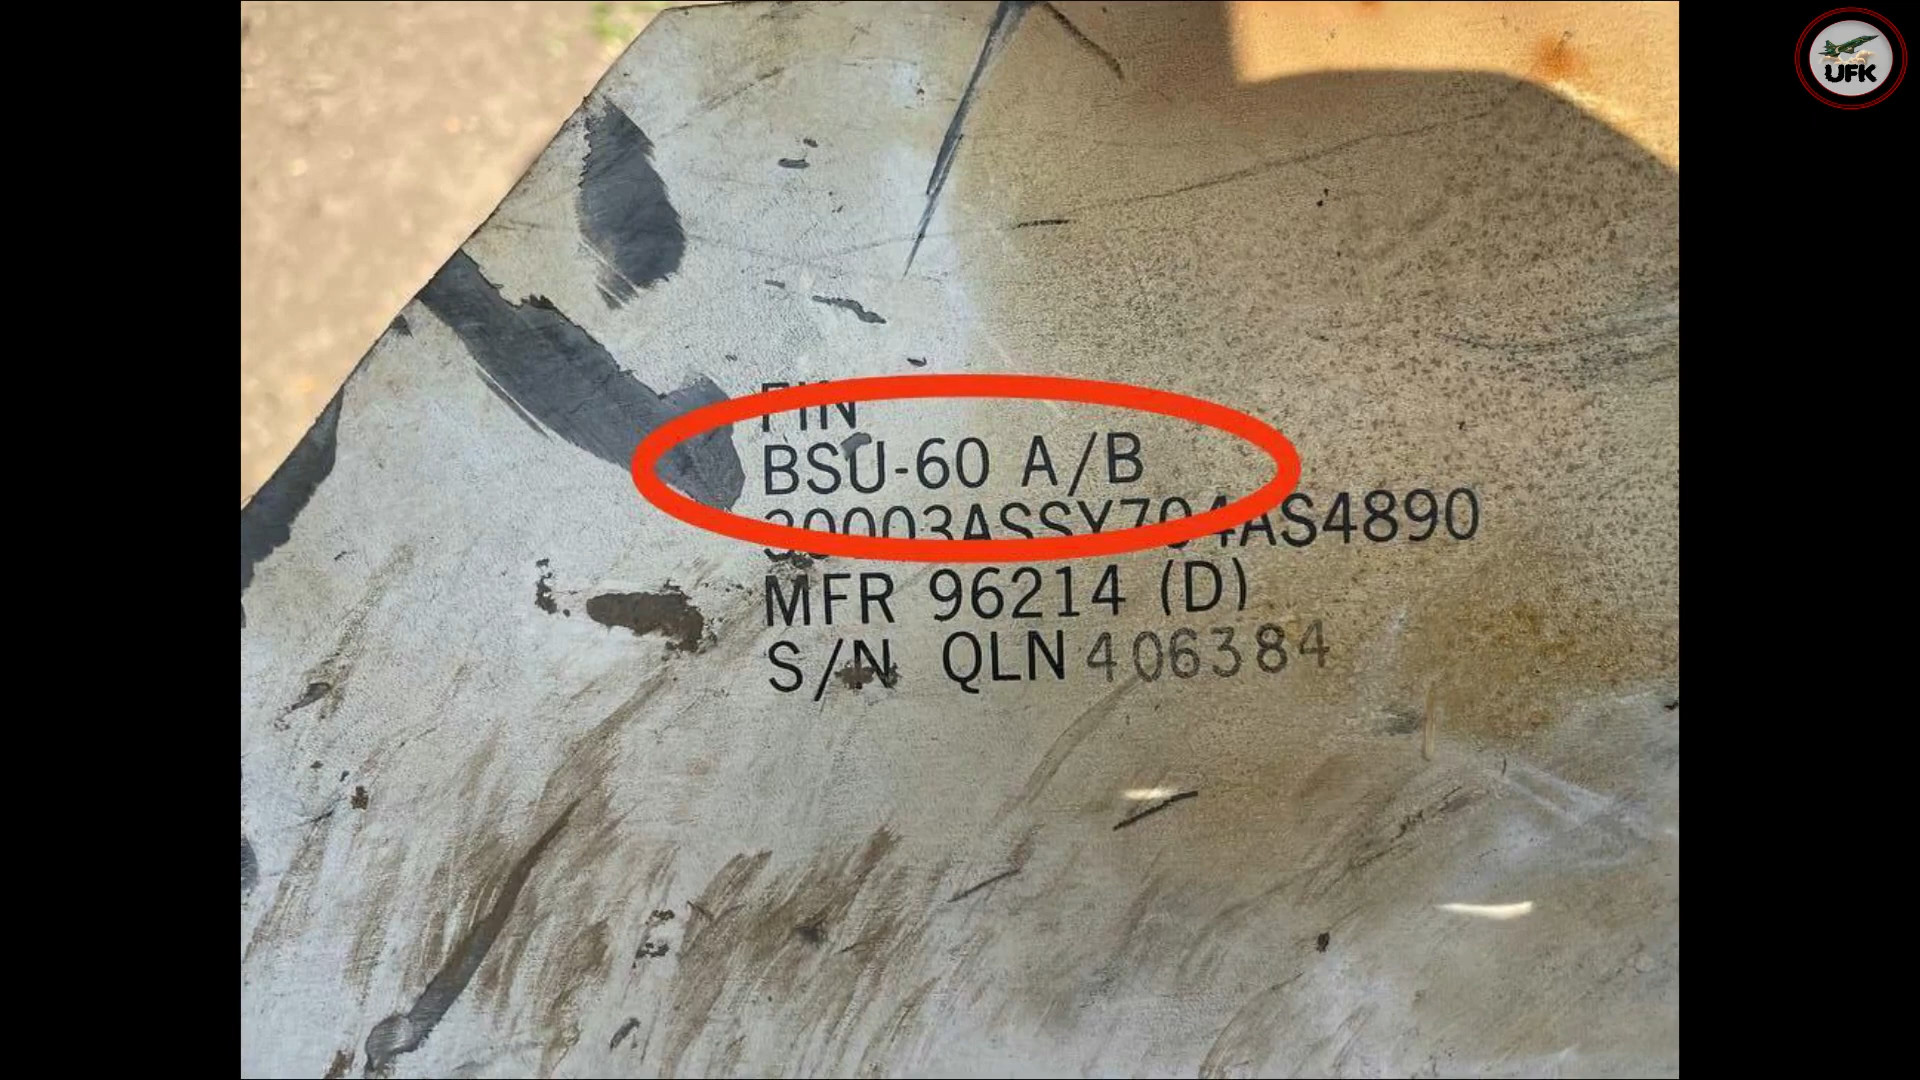 UFK
FIN
BSU-60 A/B
30003ASSY704AS4890
MFR 96214 (D)
S/N QLN 406384